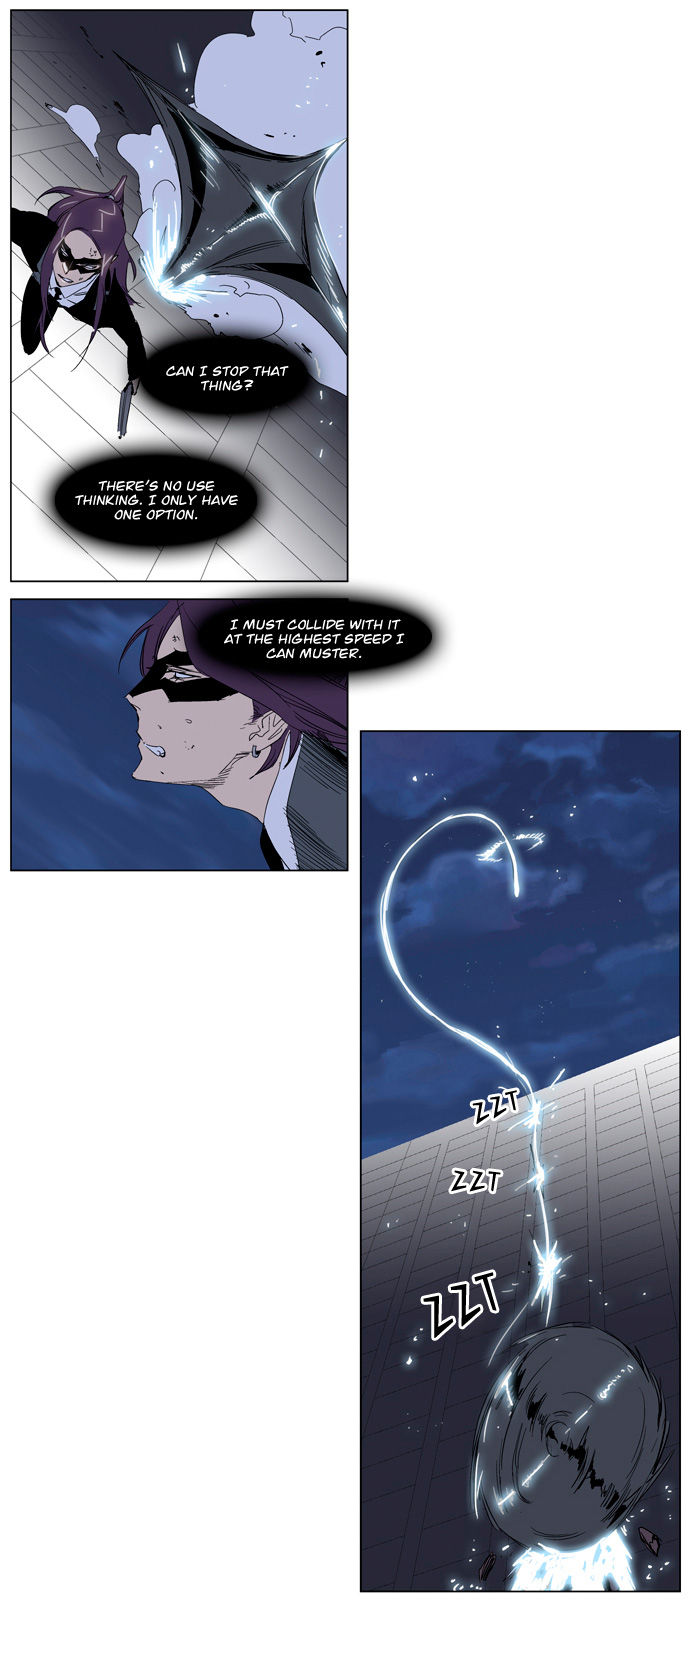 CAN I STOP THAT
THING?
THERE'S NO USE
THINKING. I ONLY HAVE
ONE OPTION.
I MUST COLLIDE WITH IT
AT THE HIGHEST SPEED I
CAN MUSTER.
ZZT
ZZT
ZZT